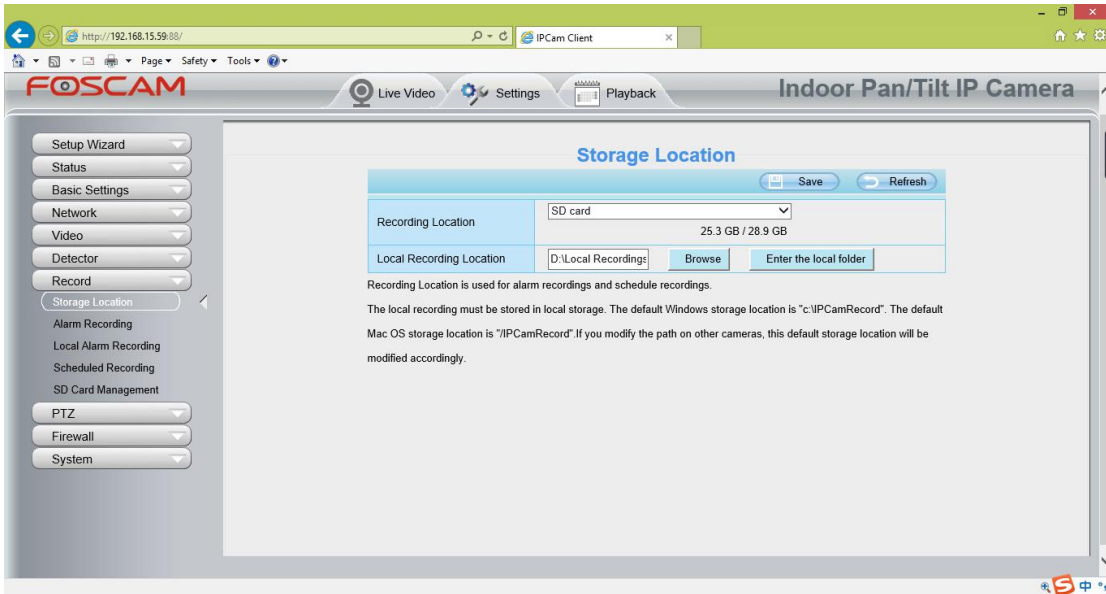 http://192.168.15.59:88/
IPCam Client
Page Safety Tools
FOSCAM
Live Video
Settings
Playback
Indoor Pan/Tilt IP Camera
Setup Wizard
Status
Basic Settings
Network
Video
Detector
Record
Storage Location
Alarm Recording
Local Alarm Recording
Scheduled Recording
SD Card Management
PTZ
Firewall
System
Storage Location
Save Refresh
Recording Location SD card
25.3 GB / 28.9 GB
Local Recording Location D:\Local Recordings Browse Enter the local folder
Recording Location is used for alarm recordings and schedule recordings.
The local recording must be stored in local storage. The default Windows storage location is "c:\IPCamRecord". The default
Mac OS storage location is "/IPCamRecord".If you modify the path on other cameras, this default storage location will be
modified accordingly.
中